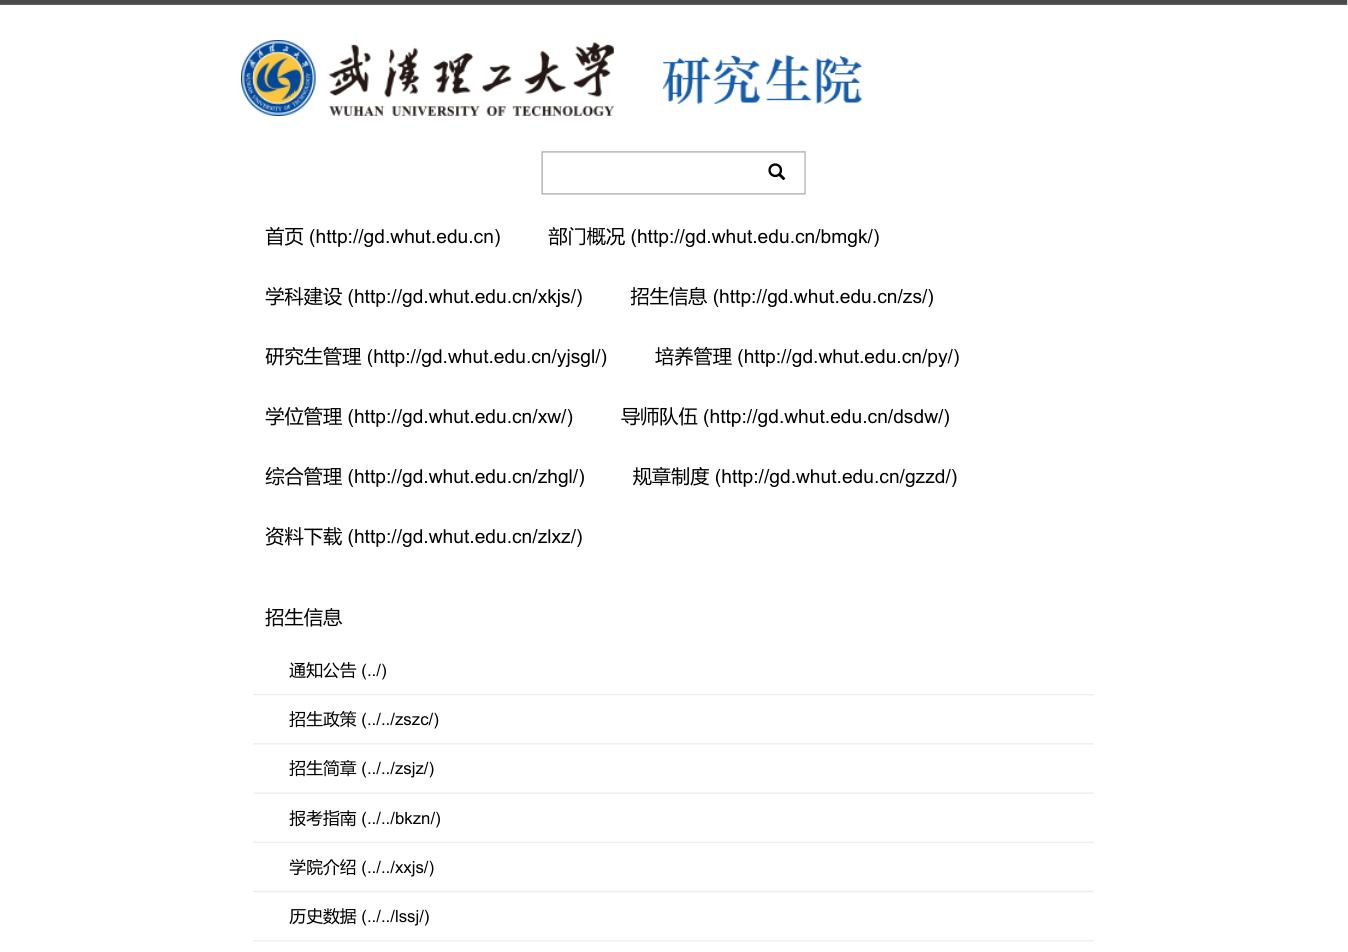 武汉理工大学 研究生院
WUHAN UNIVERSITY OF TECHNOLOGY
首页 (http://gd.whut.edu.cn) 部门概况 (http://gd.whut.edu.cn/bmgk/)
学科建设 (http://gd.whut.edu.cn/xkjs/) 招生信息 (http://gd.whut.edu.cn/zs/)
研究生管理 (http://gd.whut.edu.cn/yjsgl/) 培养管理 (http://gd.whut.edu.cn/py/)
学位管理 (http://gd.whut.edu.cn/xw/) 导师队伍 (http://gd.whut.edu.cn/dsdw/)
综合管理 (http://gd.whut.edu.cn/zhgl/) 规章制度 (http://gd.whut.edu.cn/gzzd/)
资料下载 (http://gd.whut.edu.cn/zlxz/)
招生信息
通知公告 (../)
招生政策 (../../zszc/)
招生简章 (../../zsjz/)
报考指南 (../../bkzn/)
学院介绍 (../../xxjs/)
历史数据 (../../lssj/)